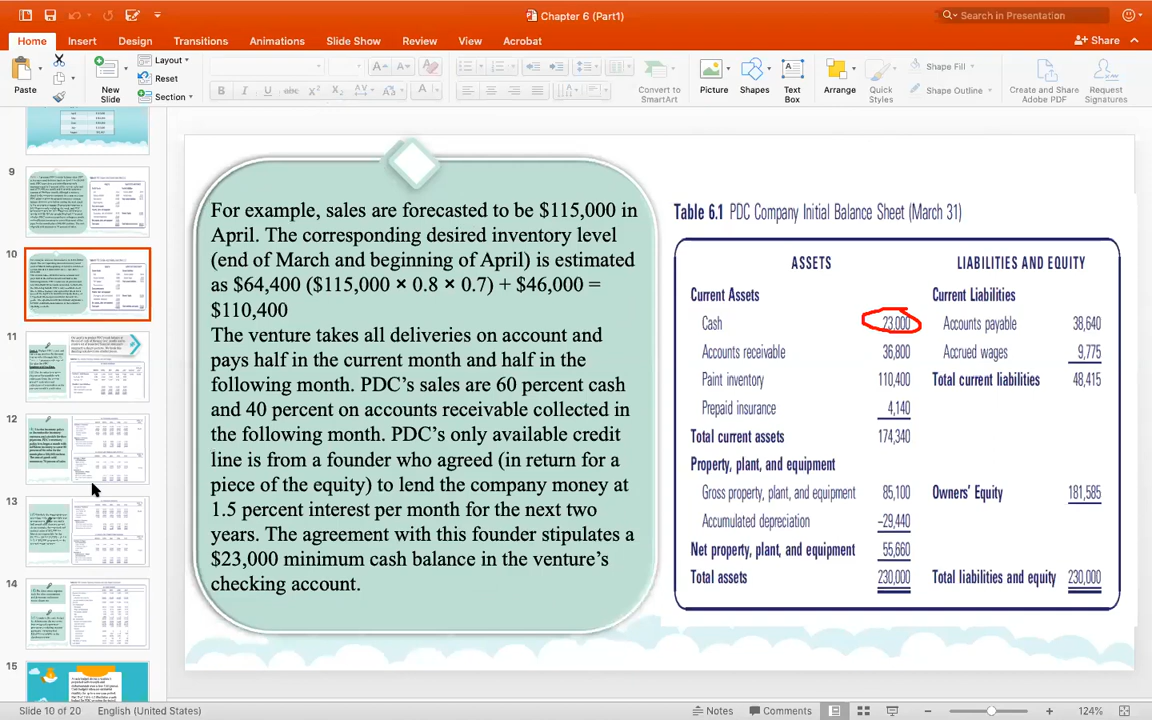 Chapter 6 (Part1)
Search in Presentation
Home Insert Design Transitions Animations Slide Show Review View Acrobat
Share
Paste
New Slide
Layout
Reset
Section
B I U abc X² X₂ AV Aa A
Convert to SmartArt
Picture
Shapes
Text Box
Arrange
Quick Styles
Shape Fill
Shape Outline
Create and Share Adobe PDF
Request Signatures
9
10
11
12
13
14
15
For example, sales are forecasted to be $115,000 in
April. The corresponding desired inventory level
(end of March and beginning of April) is estimated
as $64,400 ($115,000 × 0.8 × 0.7) + $46,000 =
$110,400
The venture takes all deliveries on account and
pays half in the current month and half in the
following month. PDC's sales are 60 percent cash
and 40 percent on accounts receivable collected in
the following month. PDC's only available credit
line is from a founder who agreed (in return for a
piece of the equity) to lend the company money at
1.5 percent interest per month for the next two
years. The agreement with this founder stipulates a
$23,000 minimum cash balance in the venture's
checking account.
Table 6.1 PDC Company Initial Balance Sheet (March 31)
ASSETS LIABILITIES AND EQUITY
Current Assets Current Liabilities
Cash 23,000 Accounts payable 38,640
Accounts receivable 36,800 Accrued wages 9,775
Paint inventory 110,400 Total current liabilities 48,415
Prepaid insurance 4,140
Total current assets 174,340
Property, plant, and equipment
Gross property, plant, and equipment 85,100 Owners' Equity 181,585
Accumulated depreciation –29,440
Net property, plant, and equipment 55,660
Total assets 230,000 Total liabilities and equity 230,000
Slide 10 of 20 English (United States)
Notes Comments 124%